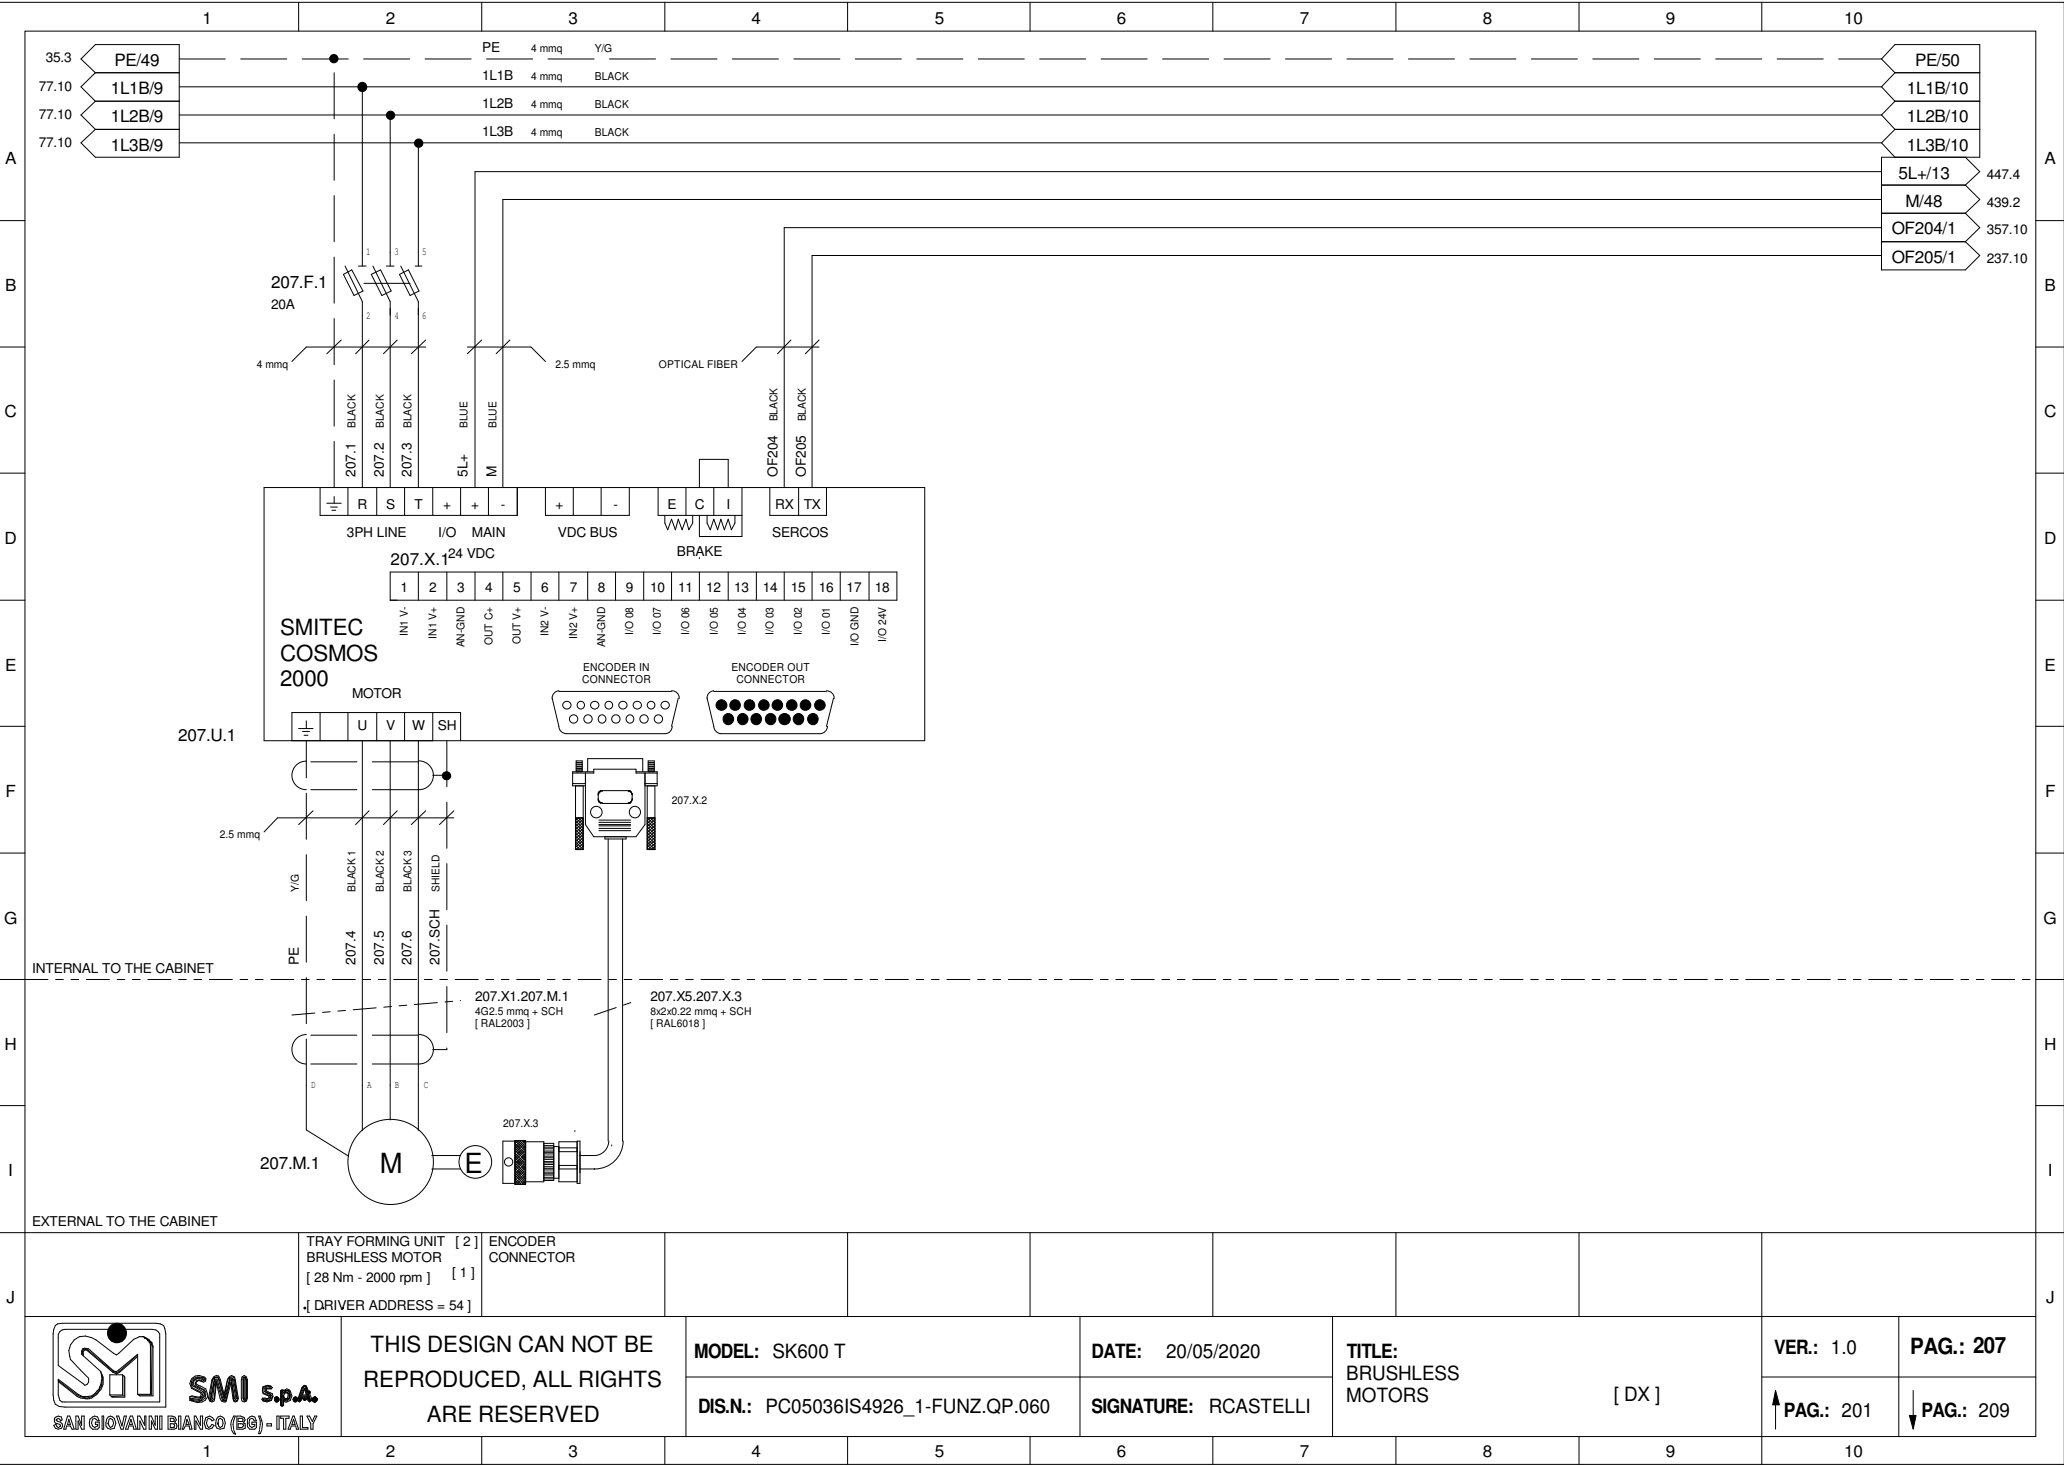 1 2 3 4 5 6 7 8 9 10
35.3 PE/49 PE 4 mmq Y/G PE/50
77.10 1L1B/9 1L1B 4 mmq BLACK 1L1B/10
77.10 1L2B/9 1L2B 4 mmq BLACK 1L2B/10
77.10 1L3B/9 1L3B 4 mmq BLACK 1L3B/10
A A
5L+/13 447.4
M/48 439.2
OF204/1 357.10
OF205/1 237.10
1 3 5
B B
207.F.1
20A
2 4 6
4 mmq 2.5 mmq OPTICAL FIBER
C C
BLACK BLACK BLACK BLUE BLUE BLACK BLACK
207.1 207.2 207.3 5L+ M OF204 OF205
R S T + + - + - E C I RX TX
D D
3PH LINE I/O MAIN VDC BUS SERCOS
24 VDC BRAKE
207.X.1
1 2 3 4 5 6 7 8 9 10 11 12 13 14 15 16 17 18
IN1 V- IN1 V+ AN-GND OUT C+ OUT V+ IN2 V- IN2 V+ AN-GND I/O 08 I/O 07 I/O 06 I/O 05 I/O 04 I/O 03 I/O 02 I/O 01 I/O GND I/O 24V
SMITEC
COSMOS
2000
E E
ENCODER IN
CONNECTOR
ENCODER OUT
CONNECTOR
MOTOR
U V W SH
207.U.1
F F
207.X.2
2.5 mmq
Y/G BLACK 1 BLACK 2 BLACK 3 SHIELD
G G
PE 207.4 207.5 207.6 207.SCH
INTERNAL TO THE CABINET
207.X1.207.M.1
4G2.5 mmq + SCH
[ RAL2003 ]
207.X5.207.X.3
8x2x0.22 mmq + SCH
[ RAL6018 ]
H H
D A B C
207.X.3
207.M.1 M E
I I
EXTERNAL TO THE CABINET
TRAY FORMING UNIT [ 2 ]
BRUSHLESS MOTOR
[ 28 Nm - 2000 rpm ] [ 1 ]
[ DRIVER ADDRESS = 54 ]
ENCODER
CONNECTOR
J J
SMI S.p.A.
SAN GIOVANNI BIANCO (BG) - ITALY
THIS DESIGN CAN NOT BE
REPRODUCED, ALL RIGHTS
ARE RESERVED
MODEL: SK600 T
DIS.N.: PC05036IS4926_1-FUNZ.QP.060
DATE: 20/05/2020
SIGNATURE: RCASTELLI
TITLE:
BRUSHLESS
MOTORS [ DX ]
VER.: 1.0 PAG.: 207
PAG.: 201 PAG.: 209
1 2 3 4 5 6 7 8 9 10